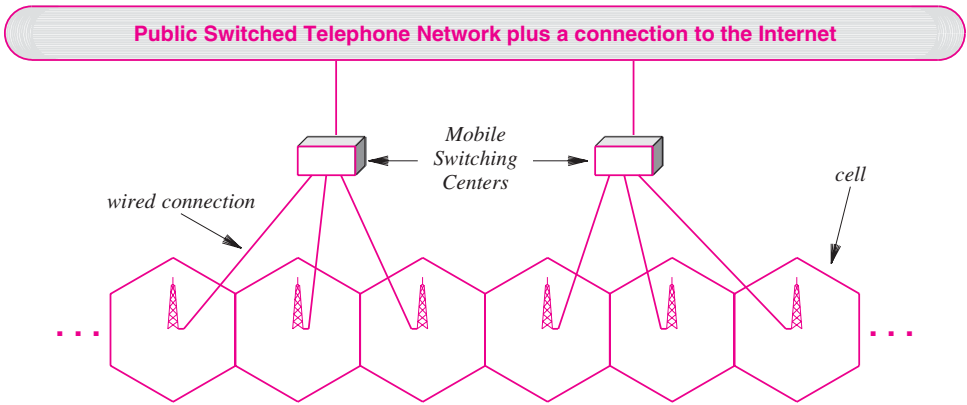 Public Switched Telephone Network plus a connection to the Internet
Mobile
Switching
Centers
wired connection
cell
. . .
. . .